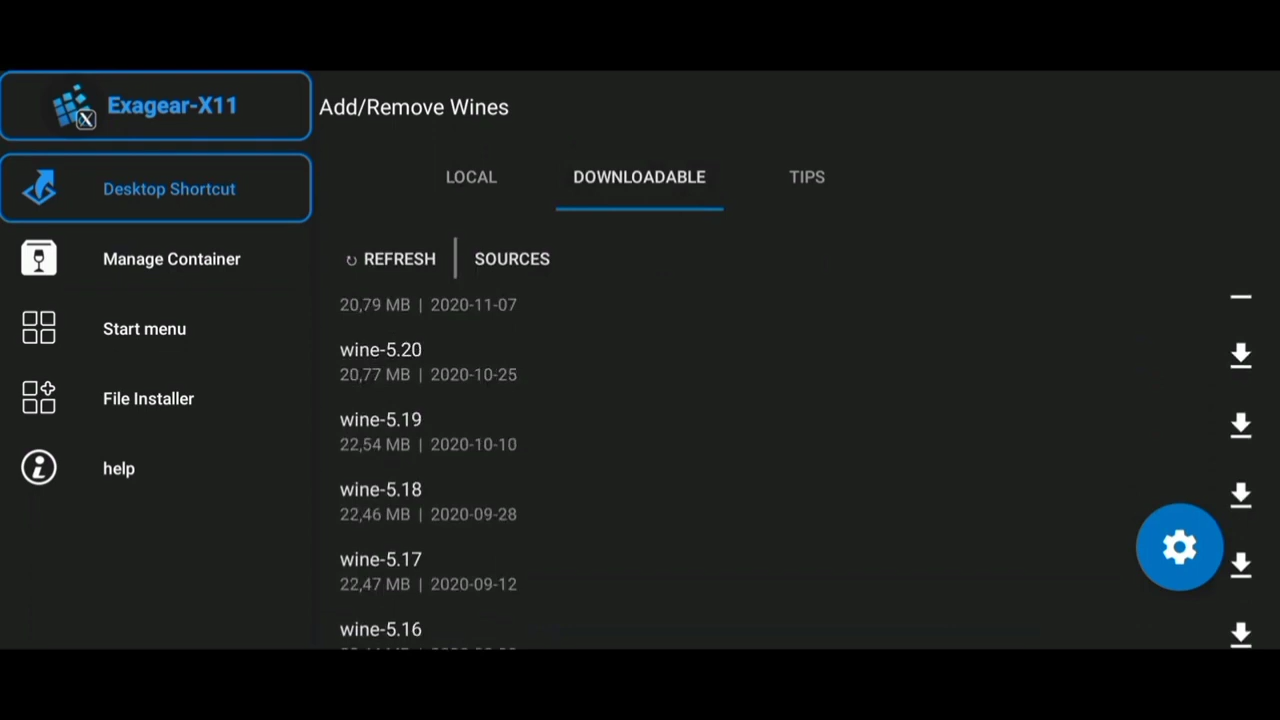 Exagear-X11
Desktop Shortcut
Manage Container
Start menu
File Installer
help
Add/Remove Wines
LOCAL
DOWNLOADABLE
TIPS
REFRESH
SOURCES
20,79 MB | 2020-11-07
wine-5.20
20,77 MB | 2020-10-25
wine-5.19
22,54 MB | 2020-10-10
wine-5.18
22,46 MB | 2020-09-28
wine-5.17
22,47 MB | 2020-09-12
wine-5.16